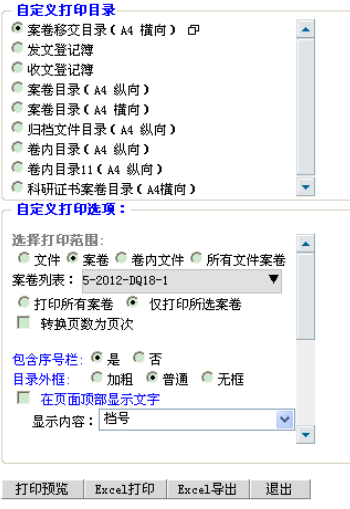 自定义打印目录
案卷移交目录(A4 横向)
发文登记簿
收文登记簿
案卷目录(A4 纵向)
案卷目录(A4 横向)
归档文件目录(A4 纵向)
卷内目录(A4 纵向)
卷内目录11(A4 纵向)
科研证书案卷目录(A4横向)
自定义打印选项:
选择打印范围:
文件 案卷 卷内文件 所有文件案卷
案卷列表: 5-2012-DQ18-1
打印所有案卷 仅打印所选案卷
转换页数为页次
包含序号栏: 是 否
目录外框: 加粗 普通 无框
在页面顶部显示文字
显示内容: 档号
打印预览 Excel打印 Excel导出 退出